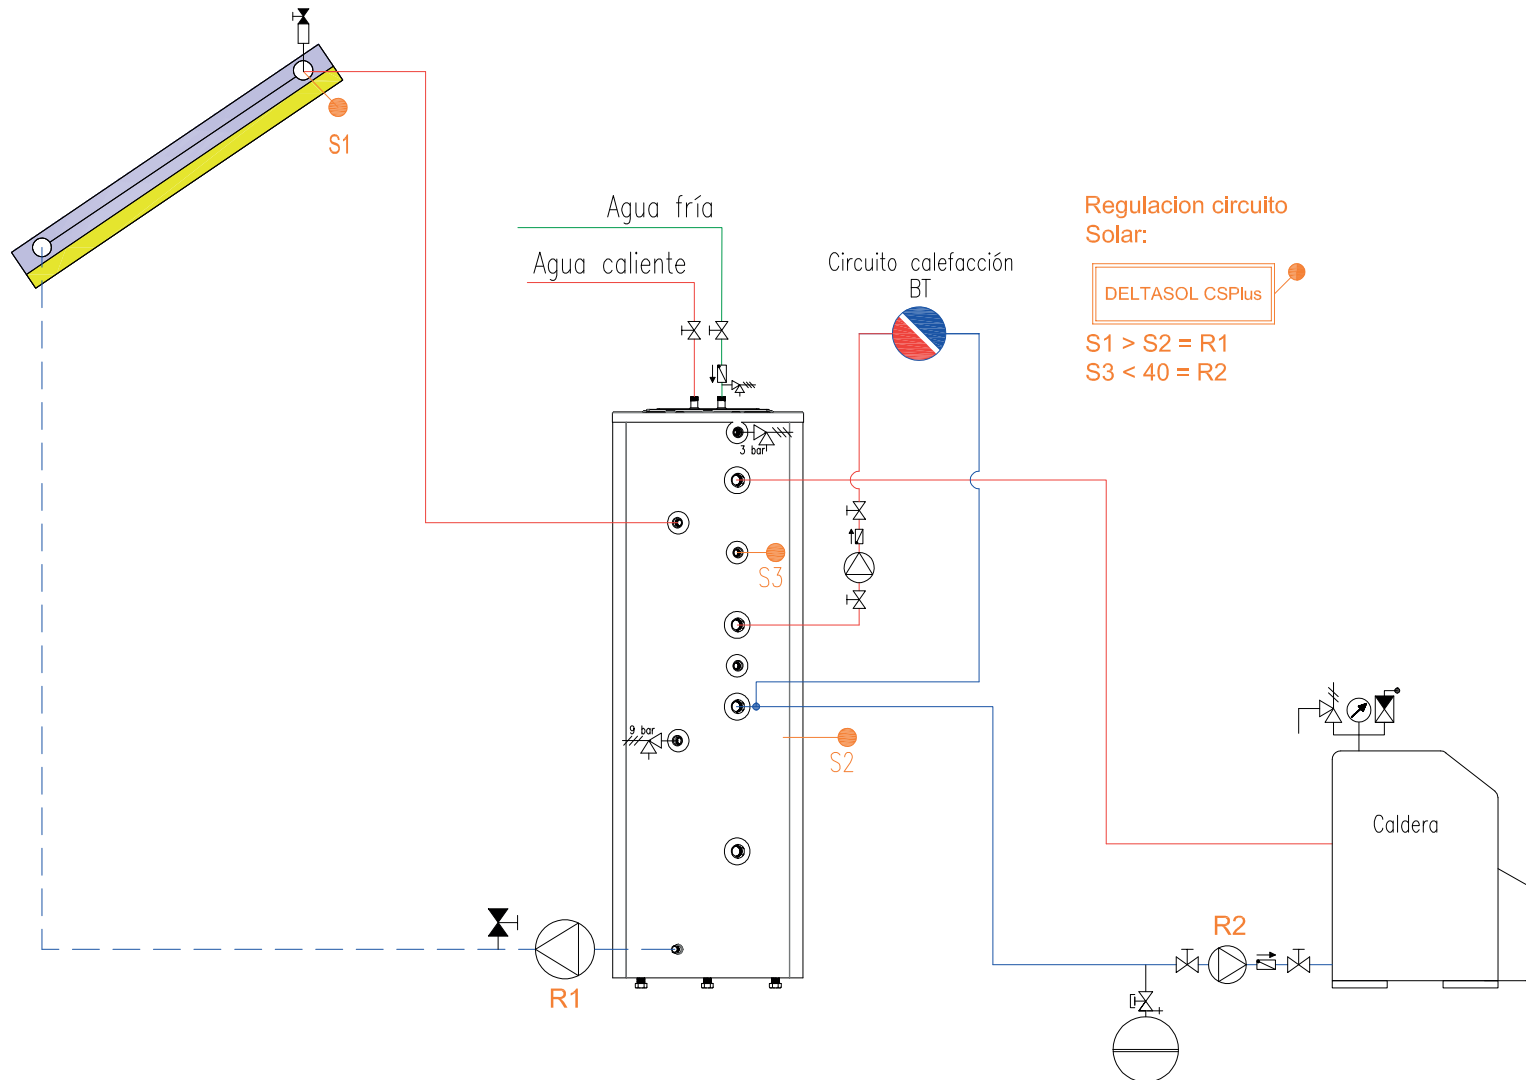 S1
Agua fría
Agua caliente
Circuito calefacción
BT
Regulacion circuito
Solar:
DELTASOL CSPlus
S1 > S2 = R1
S3 < 40 = R2
3 bar
S3
9 bar
S2
Caldera
R2
R1